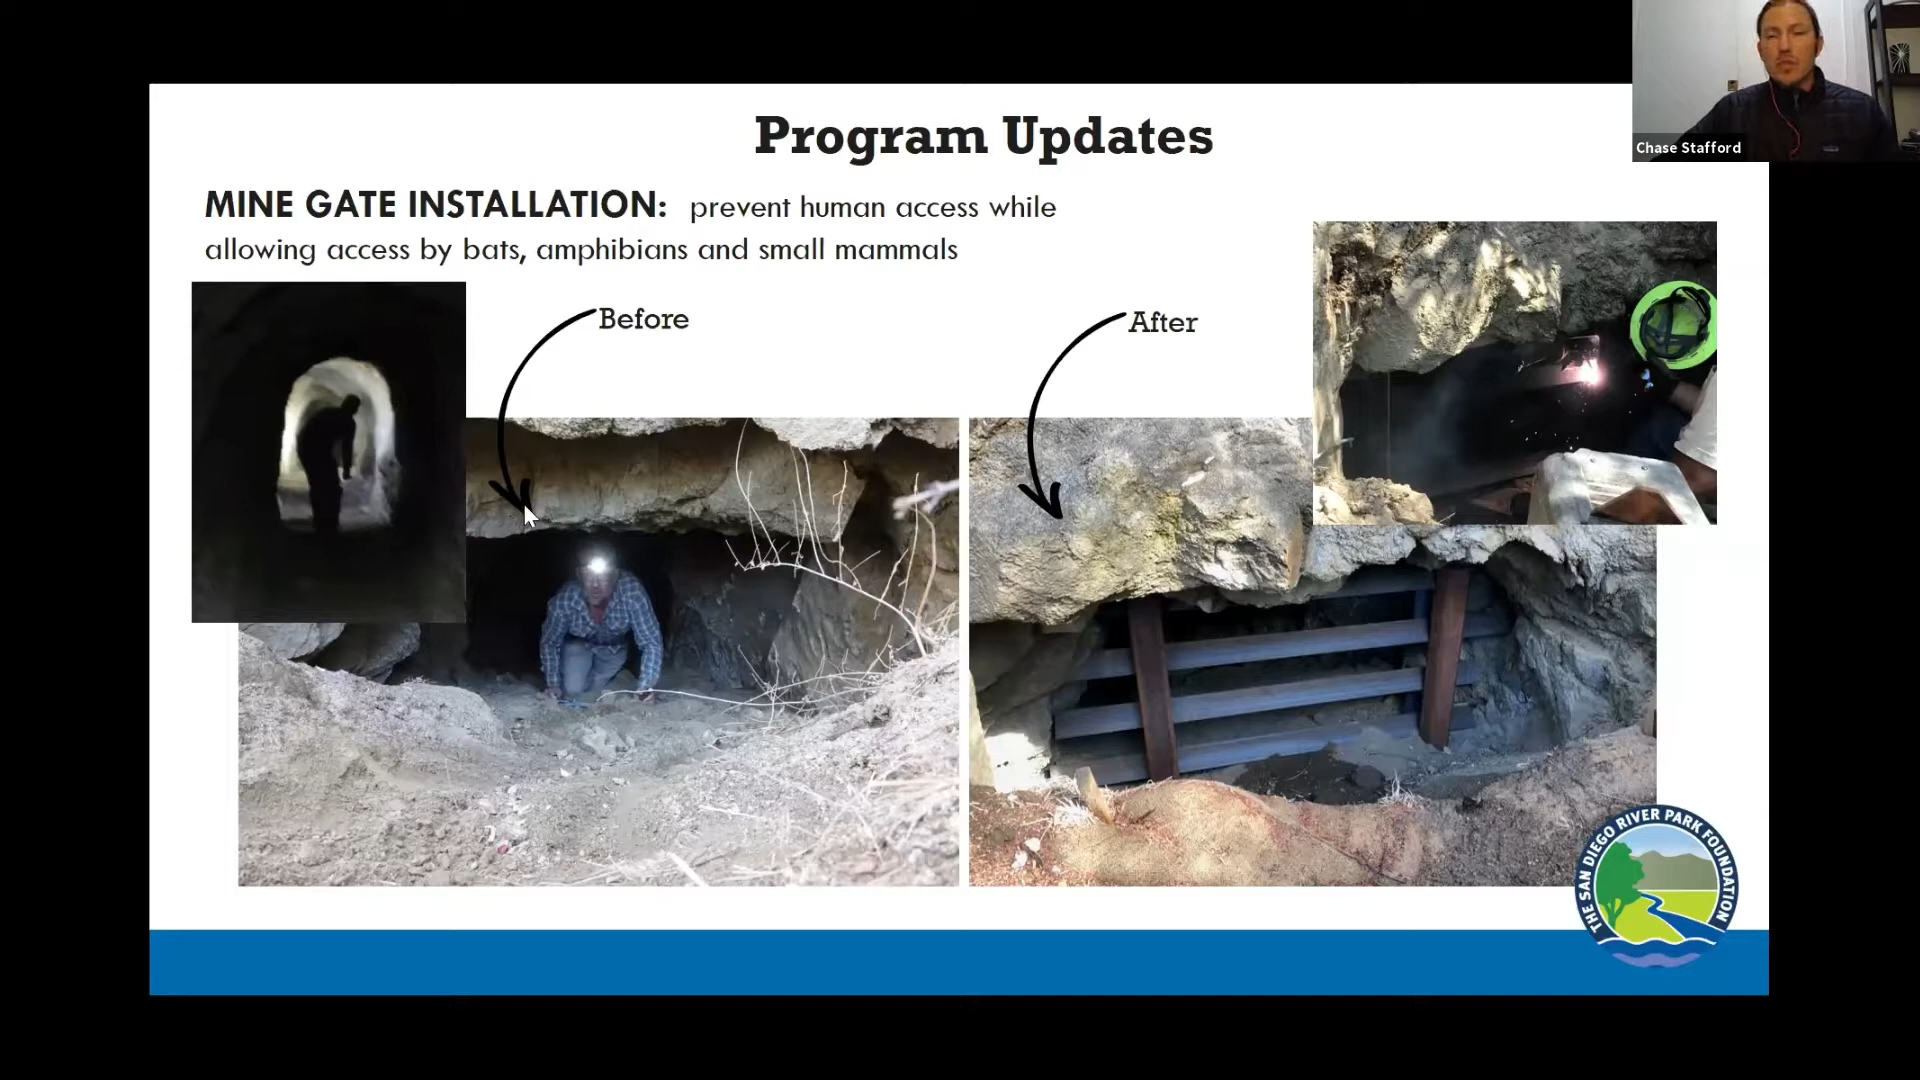 Program Updates
Chase Stafford
MINE GATE INSTALLATION: prevent human access while
allowing access by bats, amphibians and small mammals
Before
After
THE SAN DIEGO RIVER PARK FOUNDATION